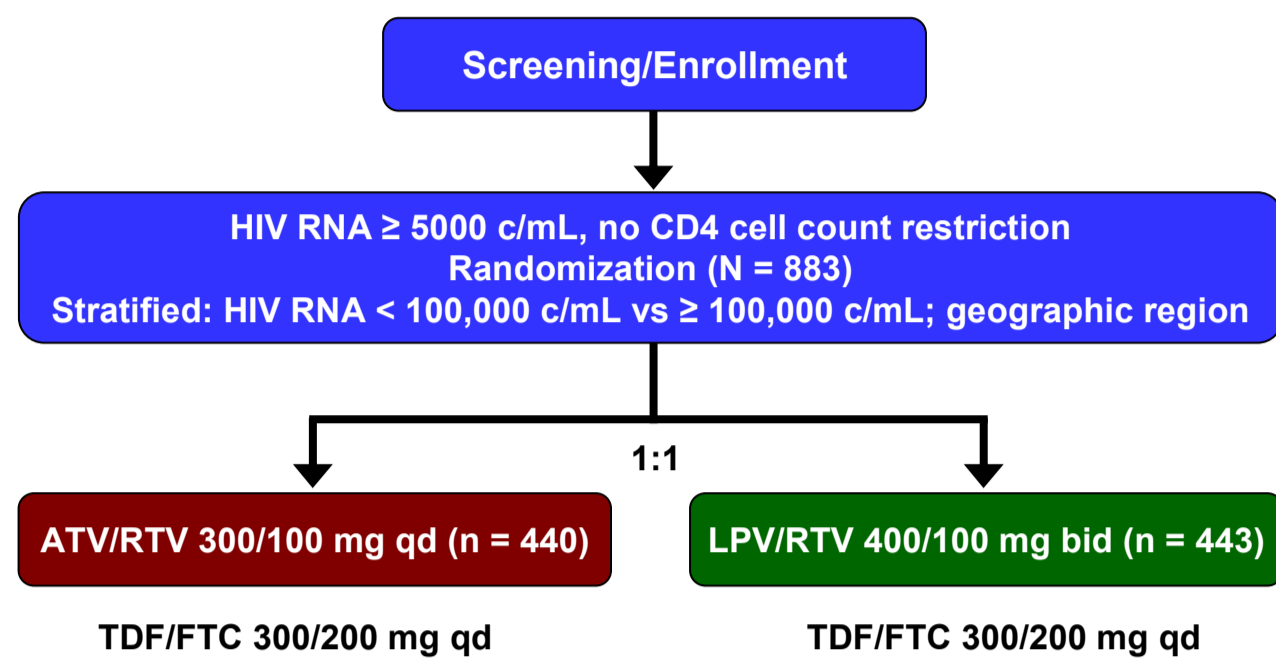 Screening/Enrollment
HIV RNA ≥ 5000 c/mL, no CD4 cell count restriction
Randomization (N = 883)
Stratified: HIV RNA < 100,000 c/mL vs ≥ 100,000 c/mL; geographic region
1:1
ATV/RTV 300/100 mg qd (n = 440)
LPV/RTV 400/100 mg bid (n = 443)
TDF/FTC 300/200 mg qd
TDF/FTC 300/200 mg qd